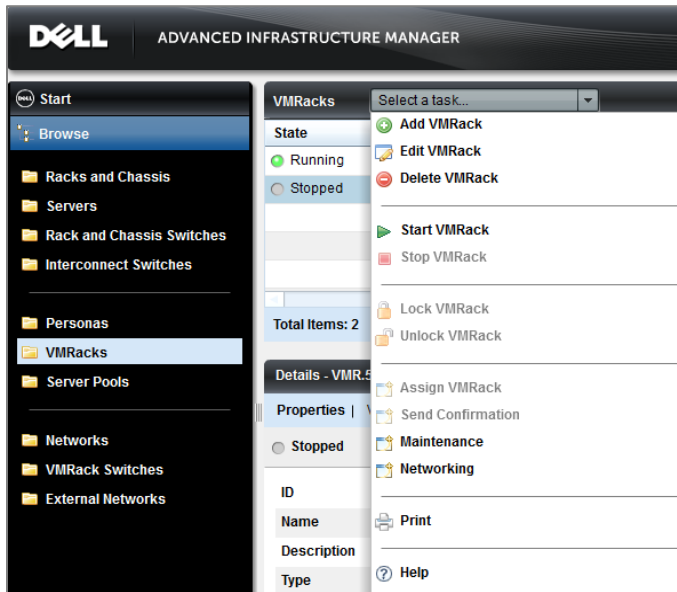 DELL ADVANCED INFRASTRUCTURE MANAGER
DELL Start
Browse
Racks and Chassis
Servers
Rack and Chassis Switches
Interconnect Switches
Personas
VMRacks
Server Pools
Networks
VMRack Switches
External Networks
VMRacks Select a task...
State
Running
Stopped
Total Items: 2
Details - VMR.5
Properties |
Stopped
ID
Name
Description
Type
Add VMRack
Edit VMRack
Delete VMRack
Start VMRack
Stop VMRack
Lock VMRack
Unlock VMRack
Assign VMRack
Send Confirmation
Maintenance
Networking
Print
Help